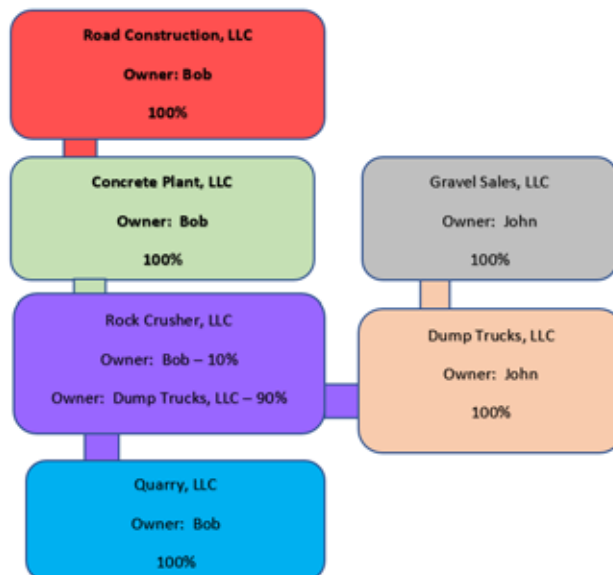 Road Construction, LLC
Owner: Bob
100%
Concrete Plant, LLC
Owner:  Bob
100%
Gravel Sales, LLC
Owner:  John
100%
Rock Crusher, LLC
Owner:  Bob – 10%
Owner:  Dump Trucks, LLC – 90%
Dump Trucks, LLC
Owner:  John
100%
Quarry, LLC
Owner:  Bob
100%